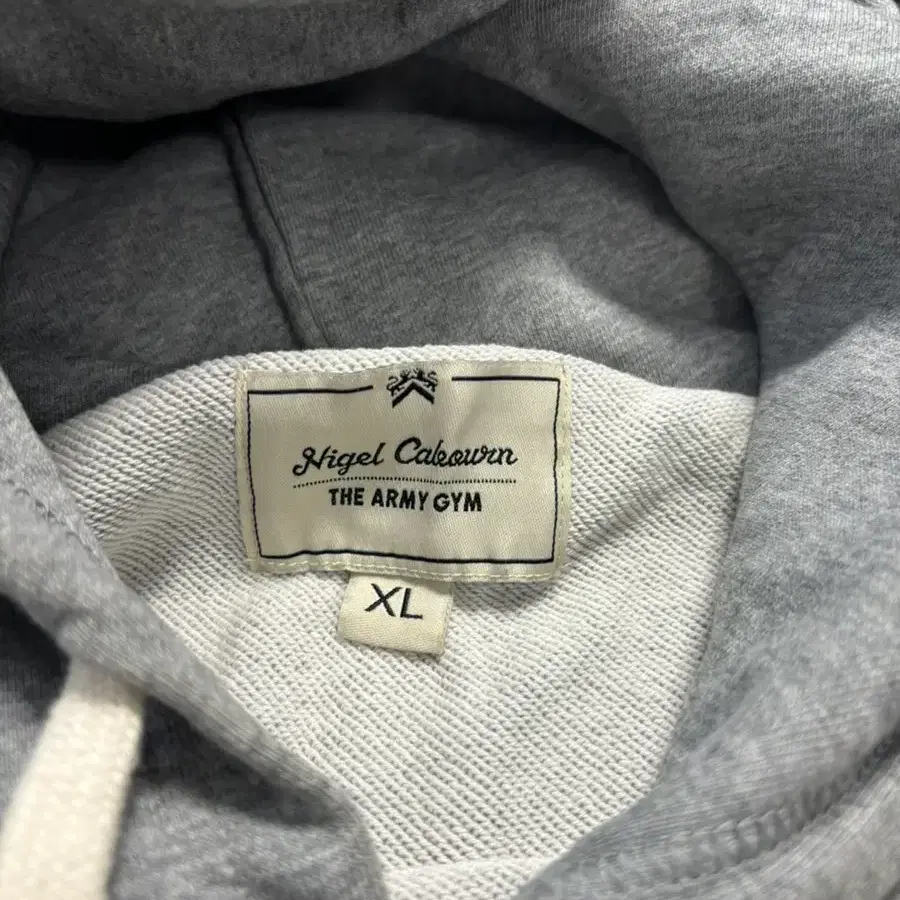 Nigel Cabourn
THE ARMY GYM
XL